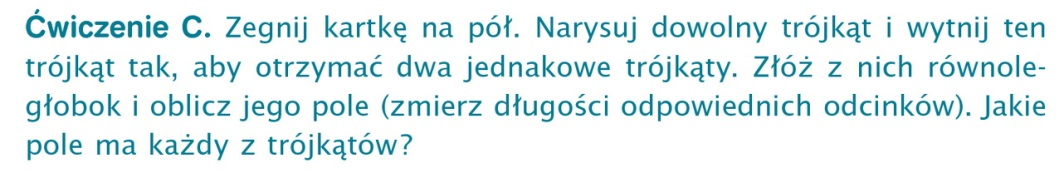 Ćwiczenie C. Zegnij kartkę na pół. Narysuj dowolny trójkąt i wytnij ten
trójkąt tak, aby otrzymać dwa jednakowe trójkąty. Złóż z nich równole-
głobok i oblicz jego pole (zmierz długości odpowiednich odcinków). Jakie
pole ma każdy z trójkątów?